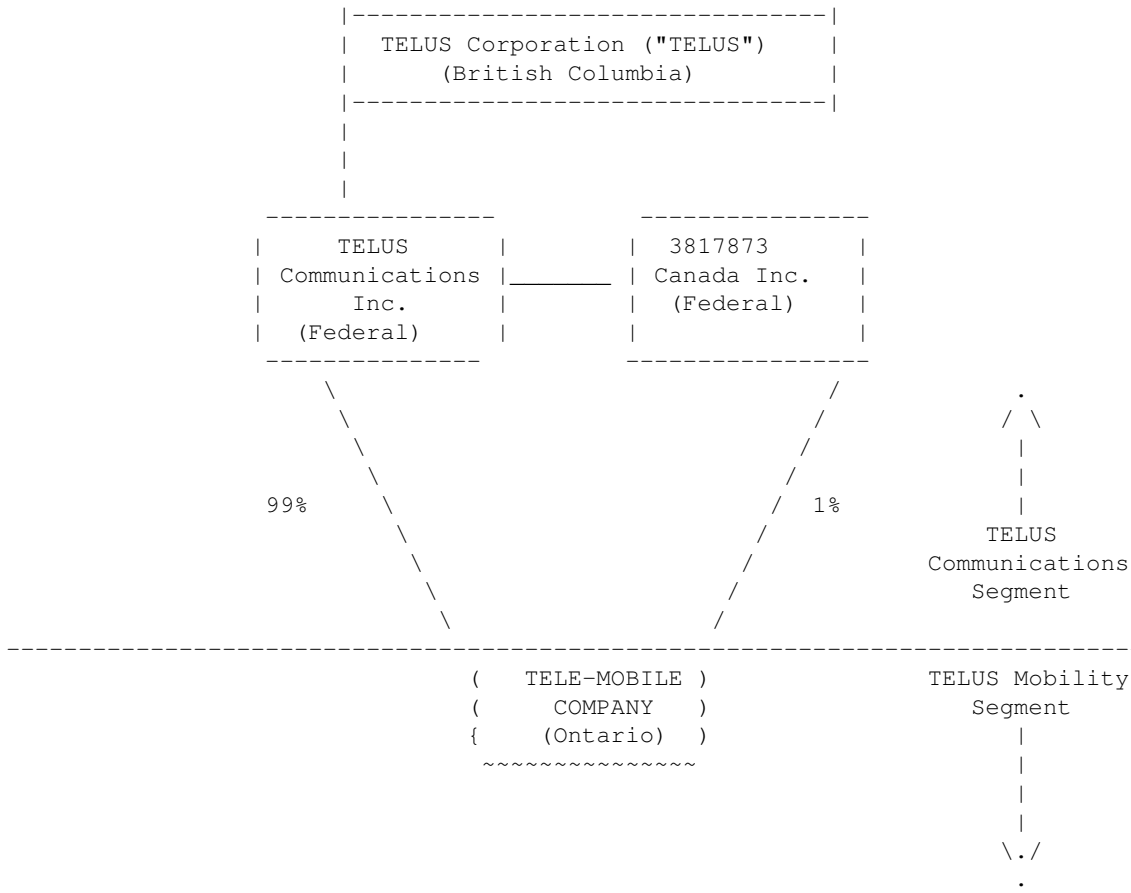 TELUS Corporation ("TELUS")
(British Columbia)
TELUS
Communications
Inc.
(Federal)
3817873
Canada Inc.
(Federal)
99%
1%
TELUS
Communications
Segment
TELE-MOBILE
COMPANY
(Ontario)
TELUS Mobility
Segment